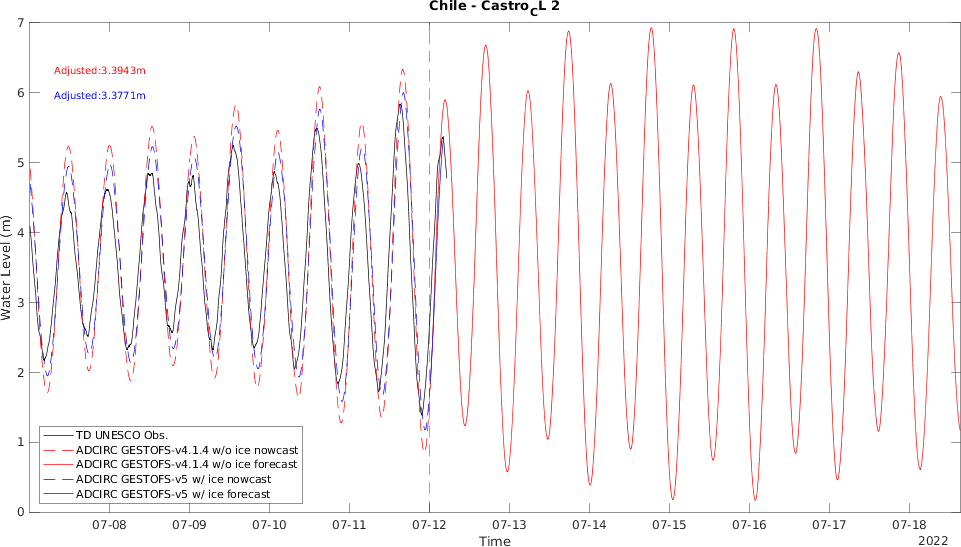 Chile - Castro_CL 2
7
6
5
4
3
2
1
0
Water Level (m)
Adjusted:3.3943m
Adjusted:3.3771m
TD UNESCO Obs.
ADCIRC GESTOFS-v4.1.4 w/o ice nowcast
ADCIRC GESTOFS-v4.1.4 w/o ice forecast
ADCIRC GESTOFS-v5 w/ ice nowcast
ADCIRC GESTOFS-v5 w/ ice forecast
07-08 07-09 07-10 07-11 07-12 07-13 07-14 07-15 07-16 07-17 07-18
Time
2022